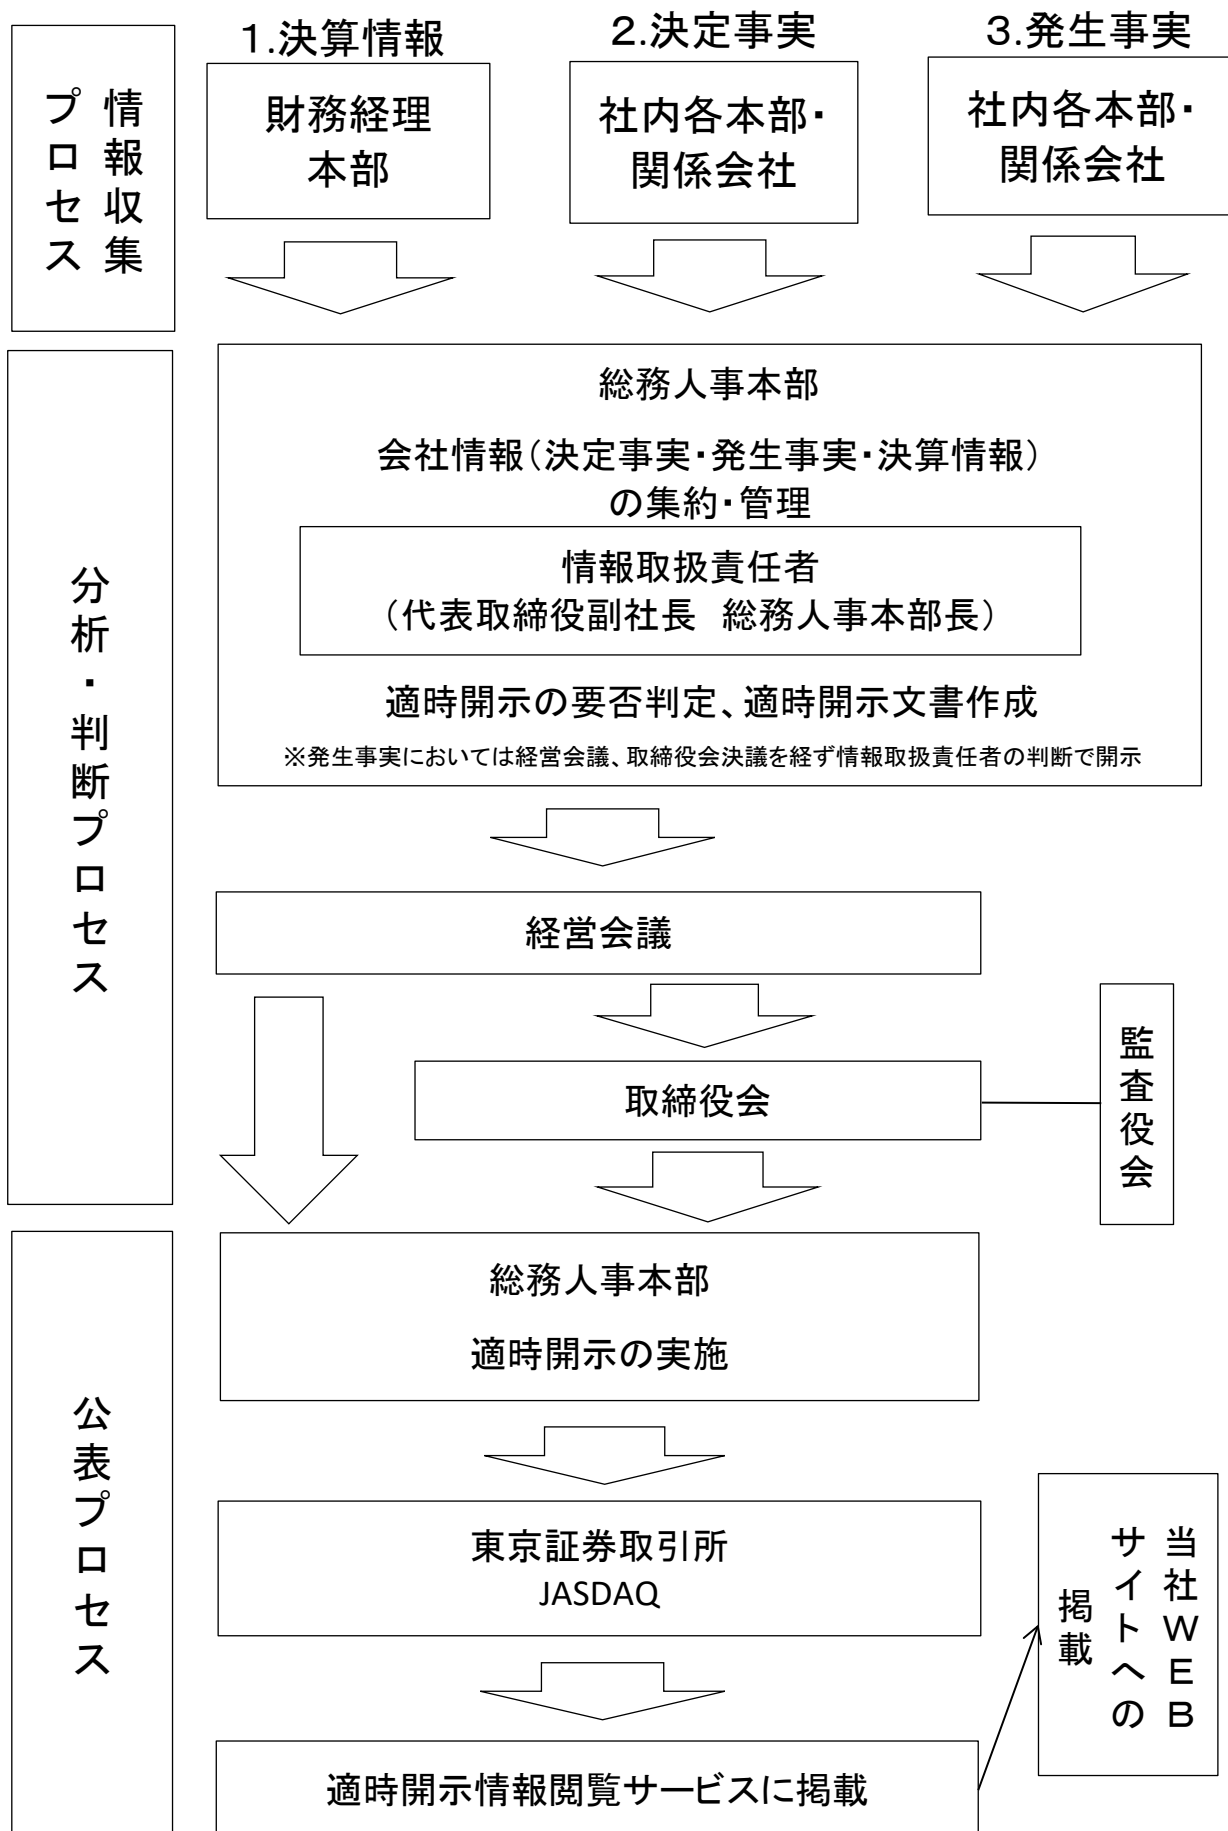 情報収集
プロセス
1.決算情報
2.決定事実
3.発生事実
財務経理
本部
社内各本部・
関係会社
社内各本部・
関係会社
分析・判断プロセス
総務人事本部
会社情報（決定事実・発生事実・決算情報）
の集約・管理
情報取扱責任者
（代表取締役副社長　総務人事本部長）
適時開示の要否判定、適時開示文書作成
※発生事実においては経営会議、取締役会決議を経ず情報取扱責任者の判断で開示
経営会議
取締役会
監査役会
公表プロセス
総務人事本部
適時開示の実施
東京証券取引所
JASDAQ
適時開示情報閲覧サービスに掲載
当社ＷＥＢ
サイトへの
掲載